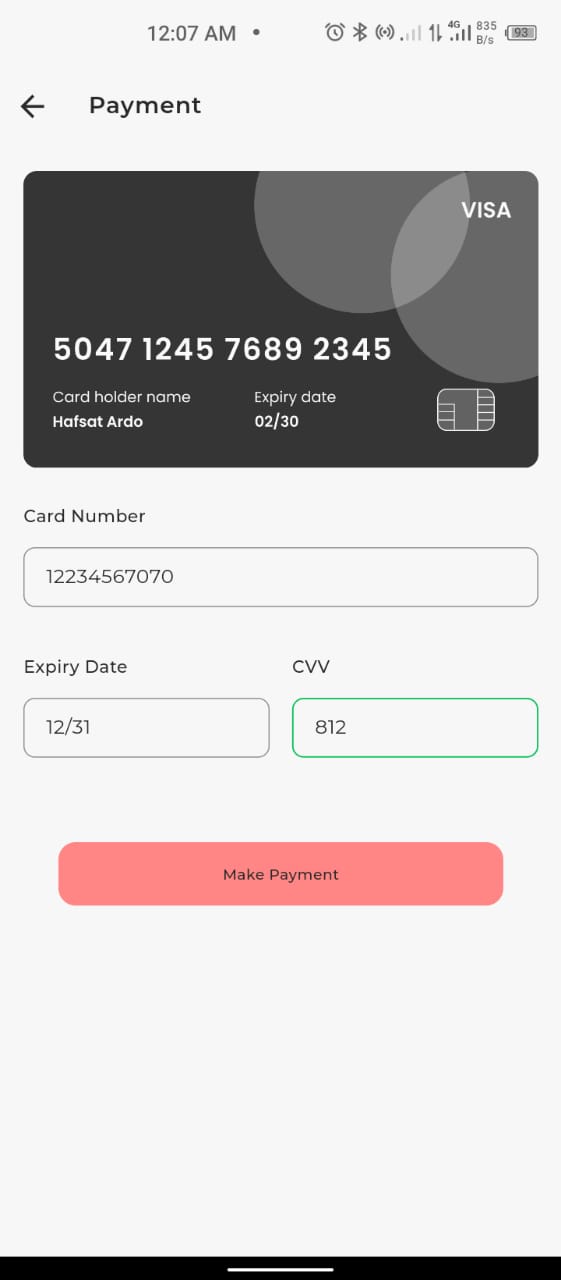 12:07 AM • 4G 835 B/s 93
Payment
VISA
5047 1245 7689 2345
Card holder name Expiry date
Hafsat Ardo 02/30
Card Number
12234567070
Expiry Date CVV
12/31 812
Make Payment